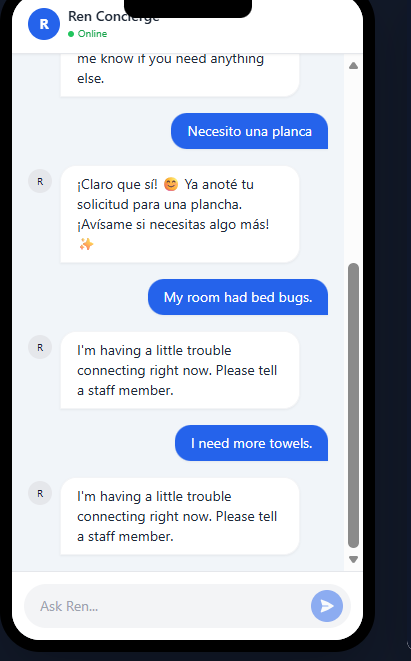 R
Ren Concierge
Online
me know if you need anything
else.
Necesito una planca
R
¡Claro que sí! 😊 Ya anoté tu
solicitud para una plancha.
¡Avísame si necesitas algo más!
✨
My room had bed bugs.
R
I'm having a little trouble
connecting right now. Please tell
a staff member.
I need more towels.
R
I'm having a little trouble
connecting right now. Please tell
a staff member.
Ask Ren...